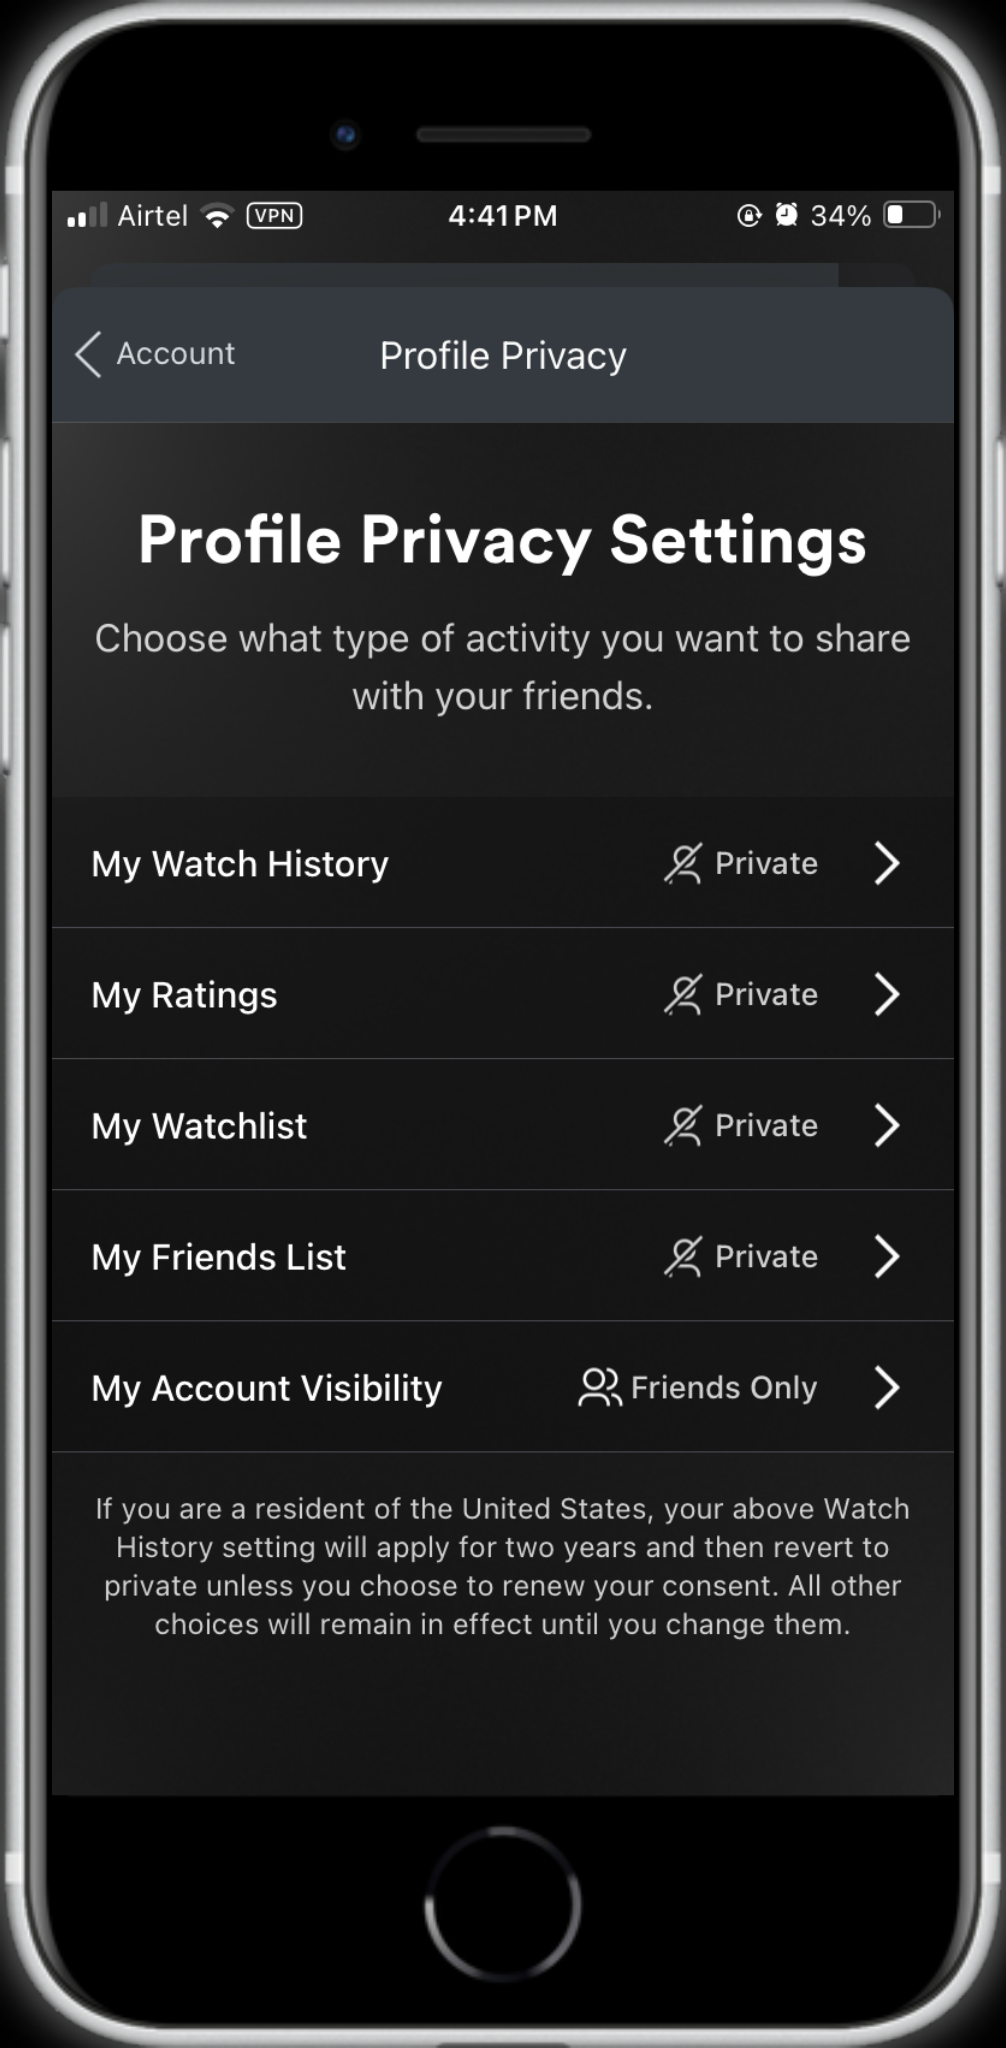 Airtel VPN 4:41 PM 34%
Account Profile Privacy
Profile Privacy Settings
Choose what type of activity you want to share
with your friends.
My Watch History Private
My Ratings Private
My Watchlist Private
My Friends List Private
My Account Visibility Friends Only
If you are a resident of the United States, your above Watch
History setting will apply for two years and then revert to
private unless you choose to renew your consent. All other
choices will remain in effect until you change them.